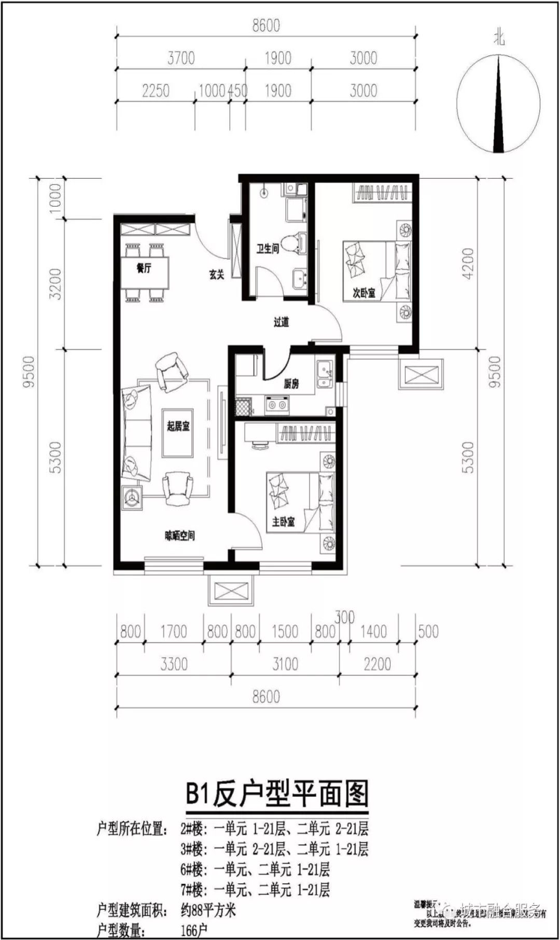 8600
北
3700 1900 3000
2250 1000 450 1900 3000
1000
3200
5300
9500
4200
5300
9500
卫生间
餐厅
玄关
次卧室
过道
厨房
起居室
主卧室
晾晒空间
300
800 1700 800 800 1500 800 1400 500
3300 3100 2200
8600
B1反户型平面图
户型所在位置: 2#楼: 一单元 1-21层、二单元 2-21层
3#楼: 一单元 2-21层、二单元 1-21层
6#楼: 一单元、二单元 1-21层
7#楼: 一单元、二单元 1-21层
户型建筑面积: 约88平方米
户型数量: 166户
温馨提示:
城市融合服务
变更我司将及时公告。